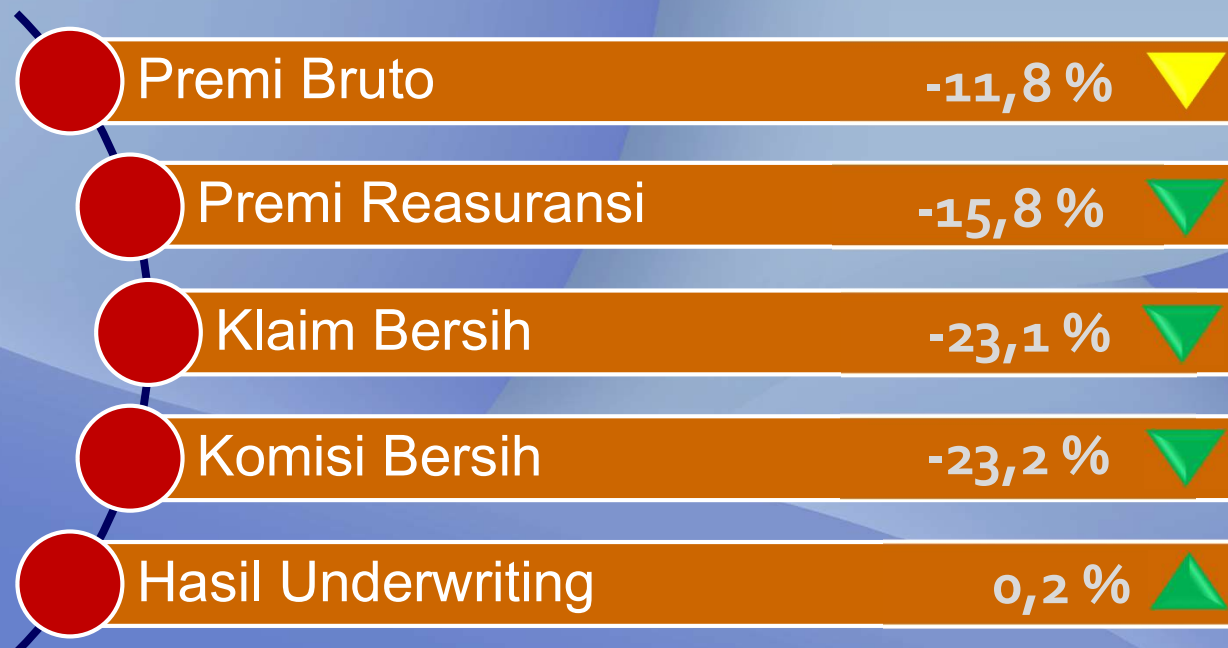 Premi Bruto -11,8 %
Premi Reasuransi -15,8 %
Klaim Bersih -23,1 %
Komisi Bersih -23,2 %
Hasil Underwriting 0,2 %